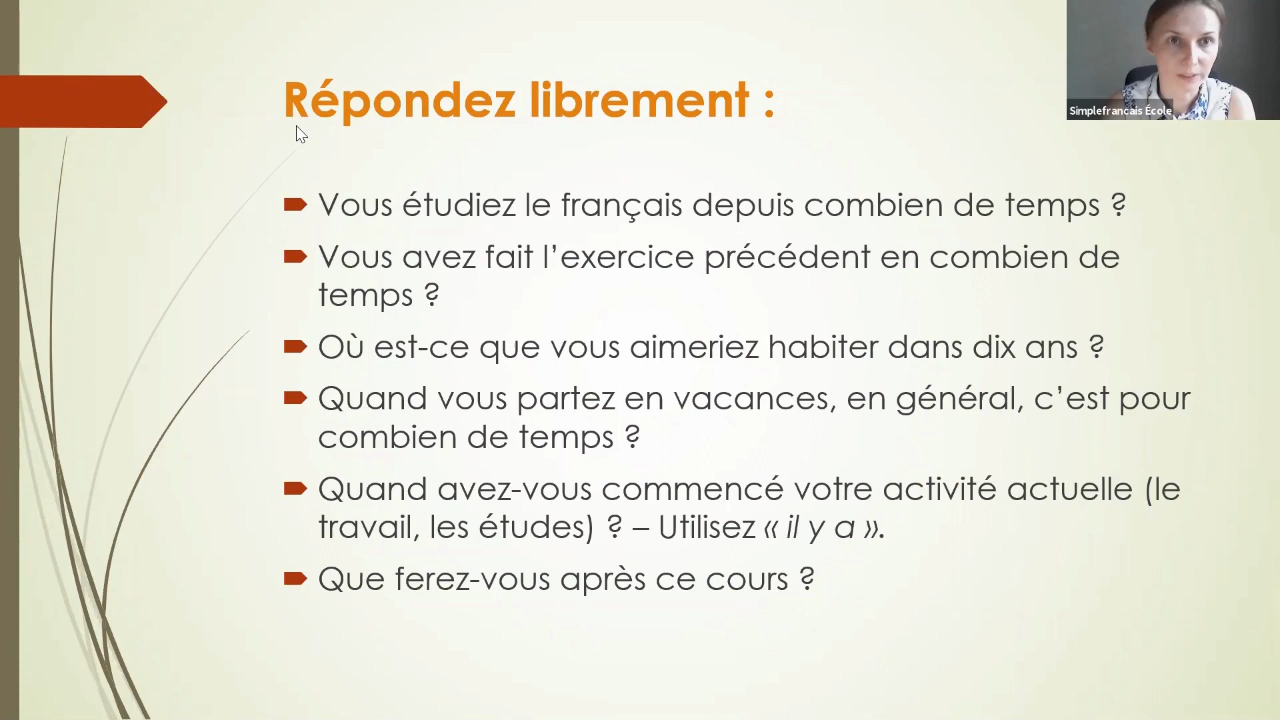 Répondez librement :
Simplefrancais École
Vous étudiez le français depuis combien de temps ?
Vous avez fait l’exercice précédent en combien de
temps ?
Où est-ce que vous aimeriez habiter dans dix ans ?
Quand vous partez en vacances, en général, c’est pour
combien de temps ?
Quand avez-vous commencé votre activité actuelle (le
travail, les études) ? – Utilisez « il y a ».
Que ferez-vous après ce cours ?